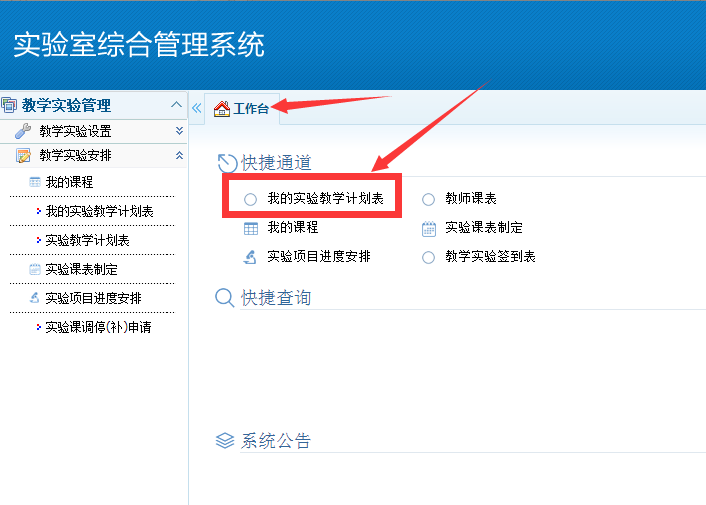 实验室综合管理系统
教学实验管理
教学实验设置
教学实验安排
我的课程
我的实验教学计划表
实验教学计划表
实验课表制定
实验项目进度安排
实验课调停(补)申请
工作台
快捷通道
我的实验教学计划表
教师课表
我的课程
实验课表制定
实验项目进度安排
教学实验签到表
快捷查询
系统公告